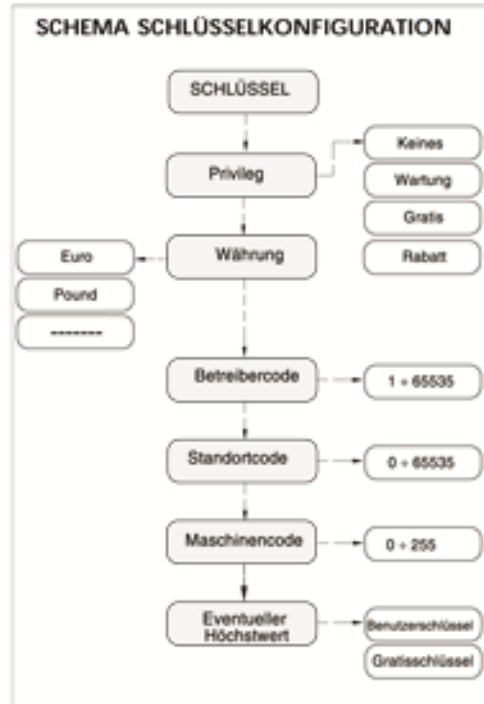 SCHEMA SCHLÜSSELKONFIGURATION
SCHLÜSSEL
Privileg
Keines
Wartung
Gratis
Rabatt
Währung
Euro
Pound
-------
Betreibercode
1 ÷ 65535
Standortcode
0 ÷ 65535
Maschinencode
0 ÷ 255
Eventueller
Höchstwert
Benutzerschlüssel
Gratisschlüssel